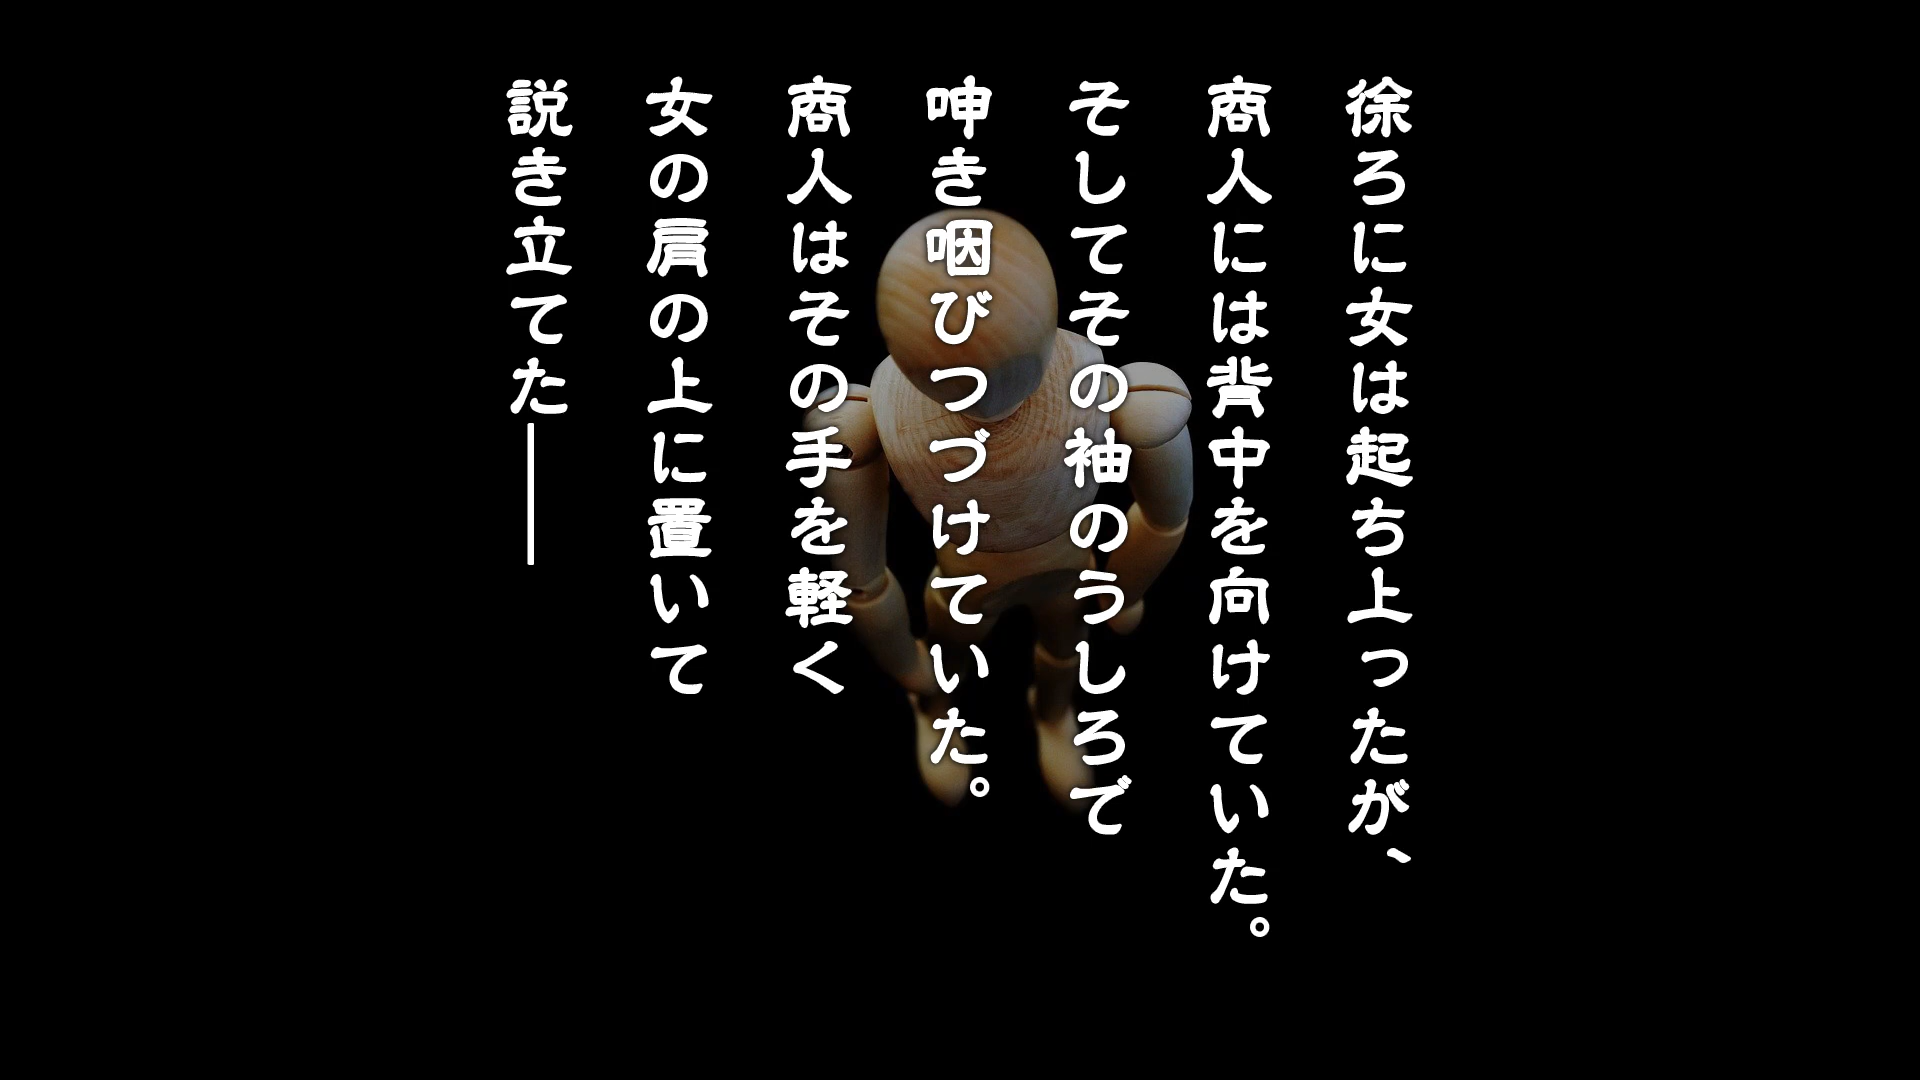 徐ろに女は起ち上ったが、
商人には背中を向けていた。
そしてその袖のうしろで
呻き咽びつづけていた。
商人はその手を軽く
女の肩の上に置いて
説き立てた――